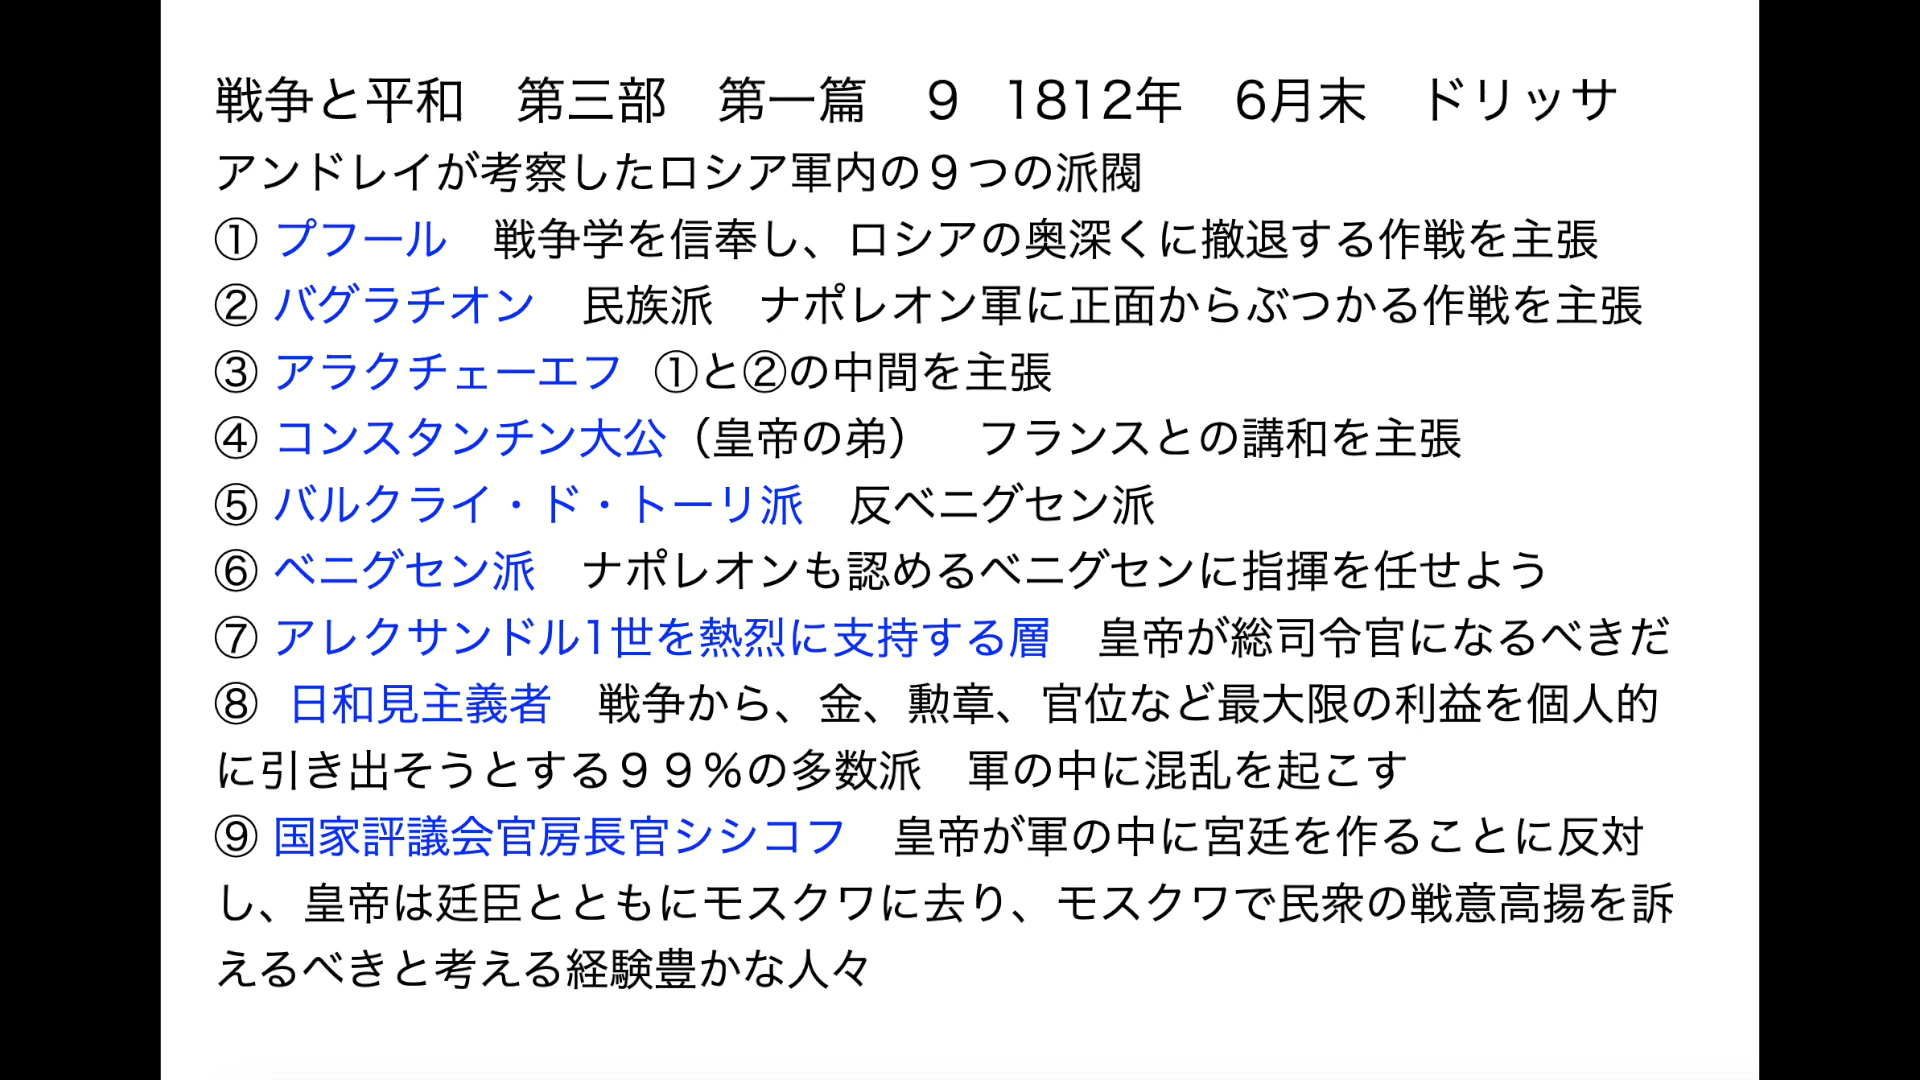 戦争と平和　第三部　第一篇　９　1812年　6月末　ドリッサ
アンドレイが考察したロシア軍内の９つの派閥
① プフール　戦争学を信奉し、ロシアの奥深くに撤退する作戦を主張
② バグラチオン　民族派　ナポレオン軍に正面からぶつかる作戦を主張
③ アラクチェーエフ　①と②の中間を主張
④ コンスタンチン大公（皇帝の弟）　フランスとの講和を主張
⑤ バルクライ・ド・トーリ派　反ベニグセン派
⑥ ベニグセン派　ナポレオンも認めるベニグセンに指揮を任せよう
⑦ アレクサンドル1世を熱烈に支持する層　皇帝が総司令官になるべきだ
⑧ 日和見主義者　戦争から、金、勲章、官位など最大限の利益を個人的
に引き出そうとする９９％の多数派　軍の中に混乱を起こす
⑨ 国家評議会官房長官シシコフ　皇帝が軍の中に宮廷を作ることに反対
し、皇帝は廷臣とともにモスクワに去り、モスクワで民衆の戦意高揚を訴
えるべきと考える経験豊かな人々